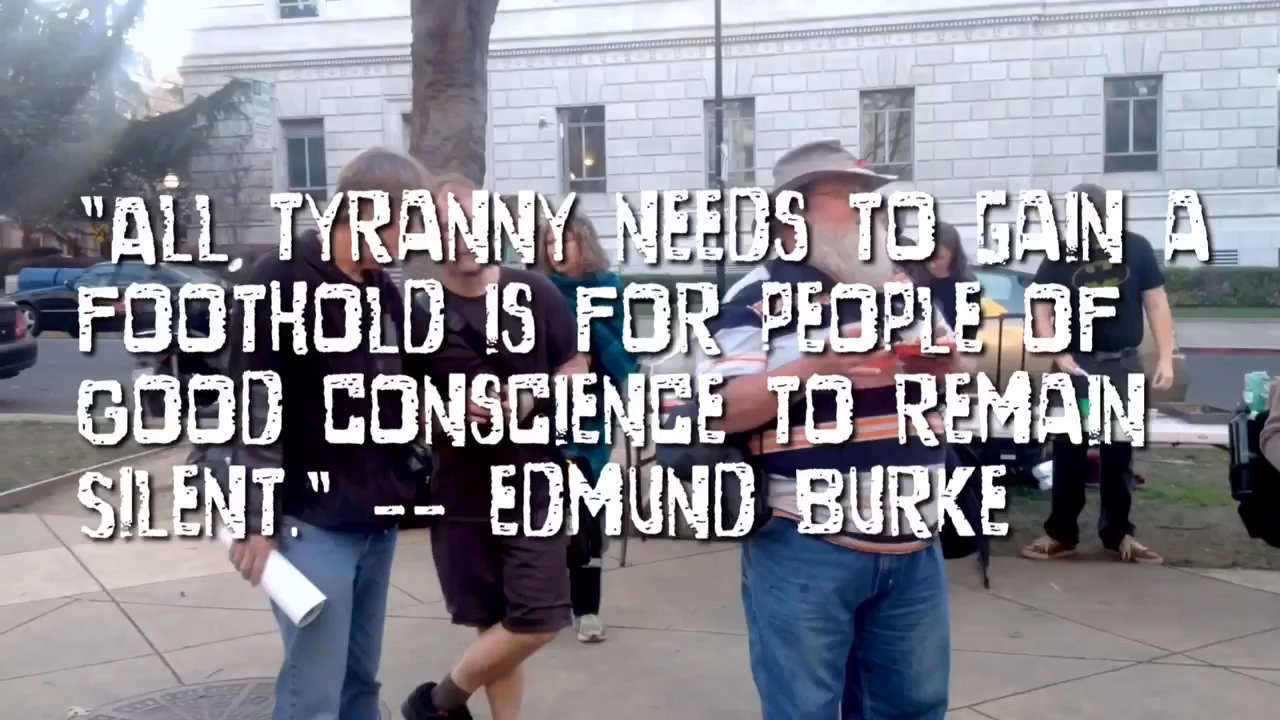 "ALL, TYRANNY NEEDS TO GAIN A
FOOTHOLD IS FOR PEOPLE OF
GOOD CONSCIENCE TO REMAIN
SILENT." -- EDMUND BURKE